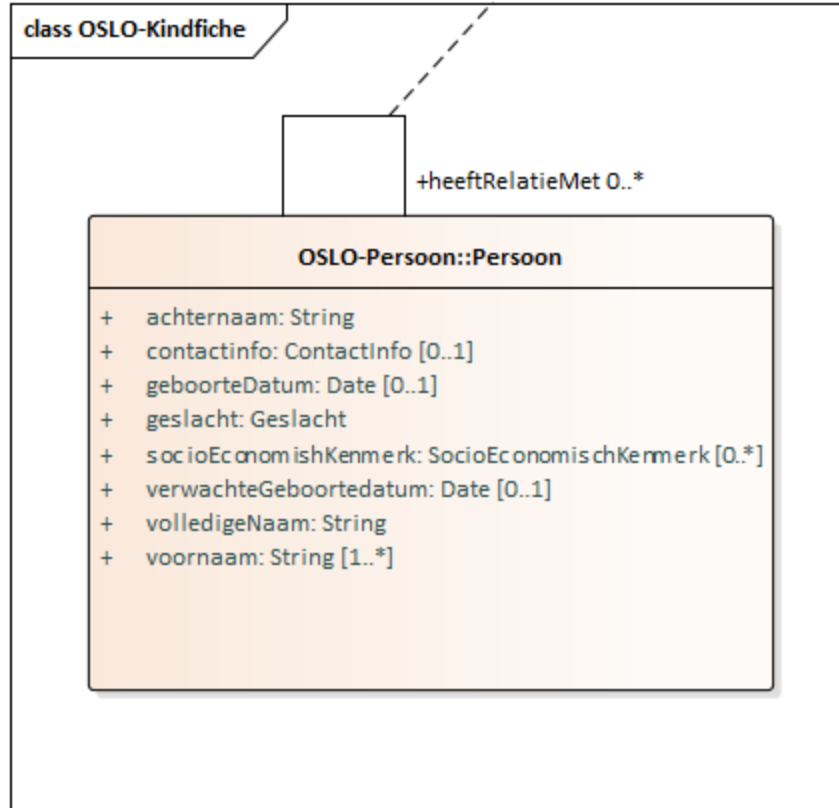 class OSLO-Kindfiche
+heeftRelatieMet 0..*
OSLO-Persoon::Persoon
+ achternaam: String
+ contactinfo: ContactInfo [0..1]
+ geboorteDatum: Date [0..1]
+ geslacht: Geslacht
+ socioEconomishKenmerk: SocioEconomischKenmerk [0..*]
+ verwachteGeboortedatum: Date [0..1]
+ volledigeNaam: String
+ voornaam: String [1..*]